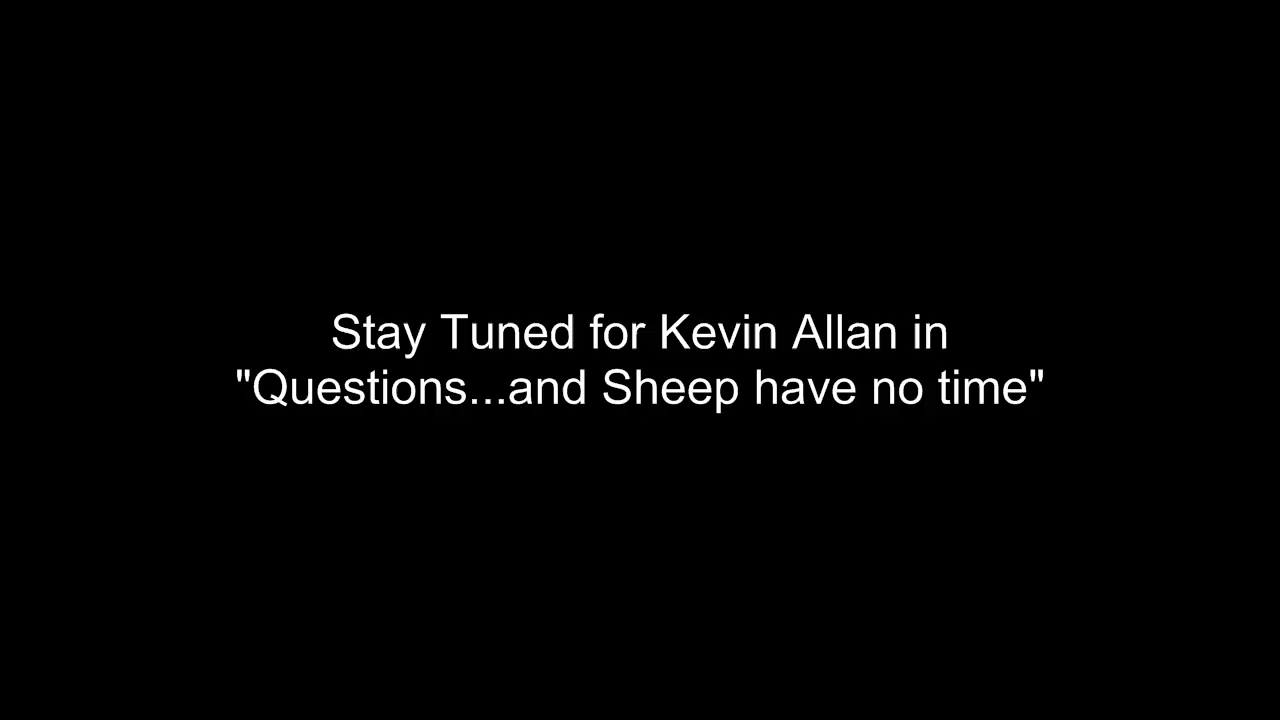 Stay Tuned for Kevin Allan in
"Questions...and Sheep have no time"